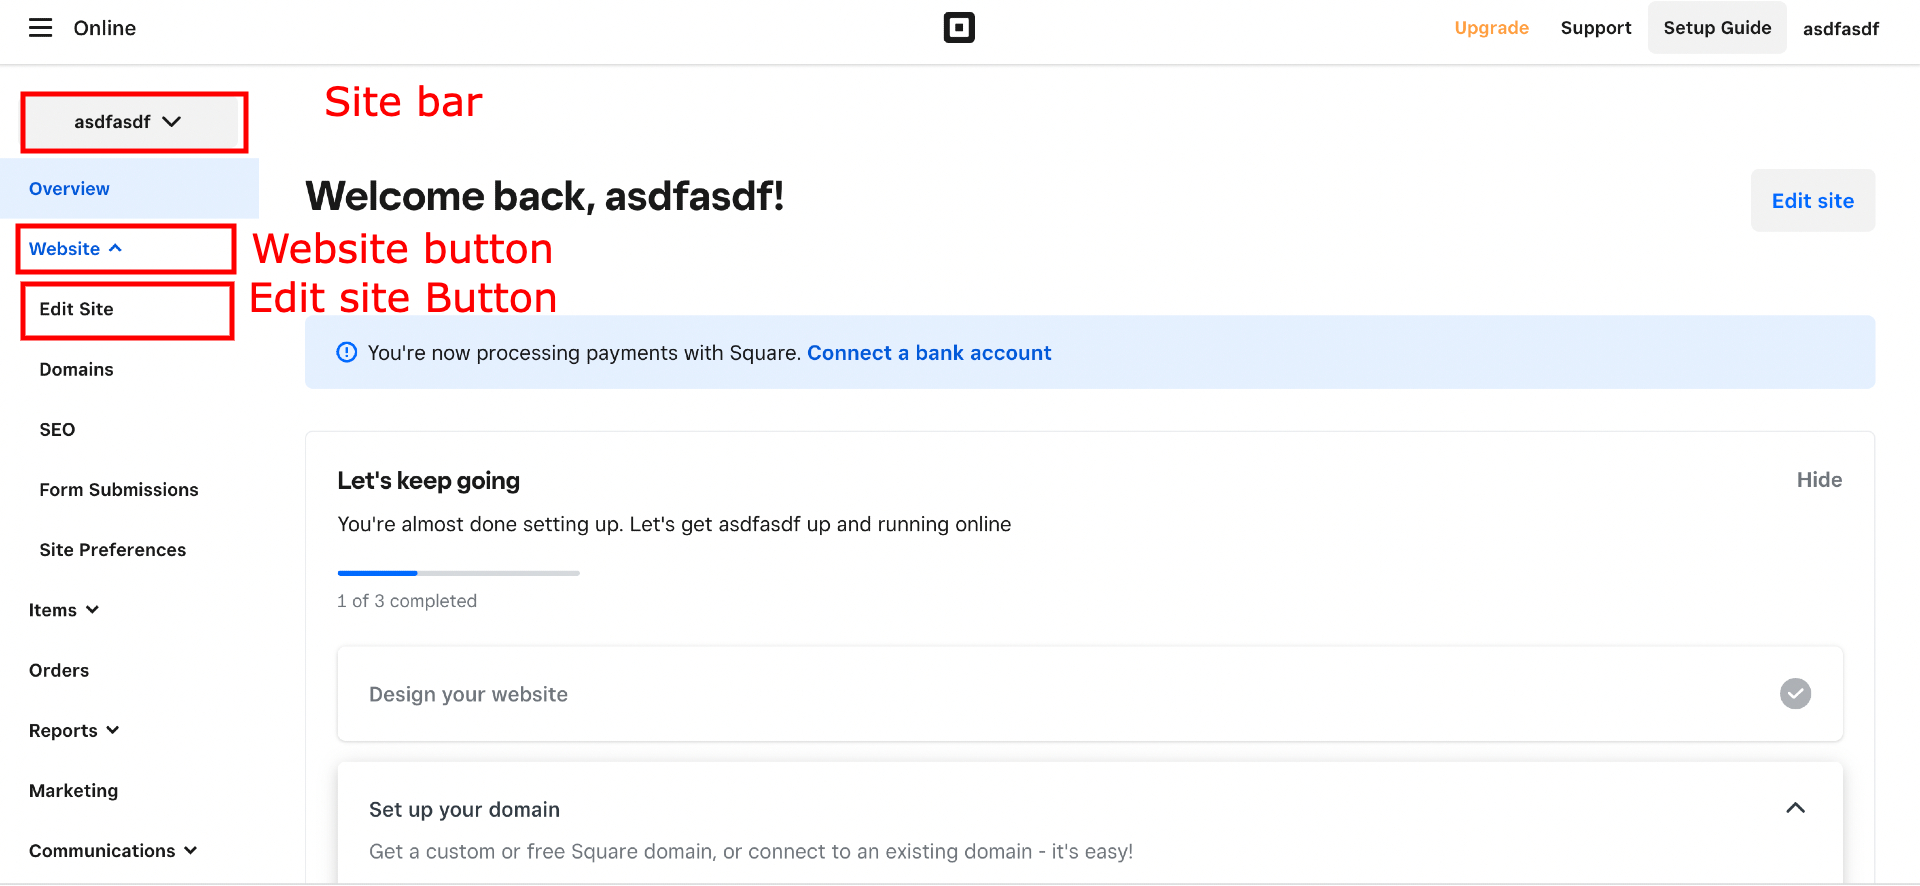 Online
Upgrade
Support
Setup Guide
asdfasdf
asdfasdf
Site bar
Overview
Welcome back, asdfasdf!
Edit site
Website
Website button
Edit Site
Edit site Button
You're now processing payments with Square. Connect a bank account
Domains
SEO
Form Submissions
Site Preferences
Items
Orders
Reports
Marketing
Communications
Let's keep going
Hide
You're almost done setting up. Let's get asdfasdf up and running online
1 of 3 completed
Design your website
Set up your domain
Get a custom or free Square domain, or connect to an existing domain - it's easy!